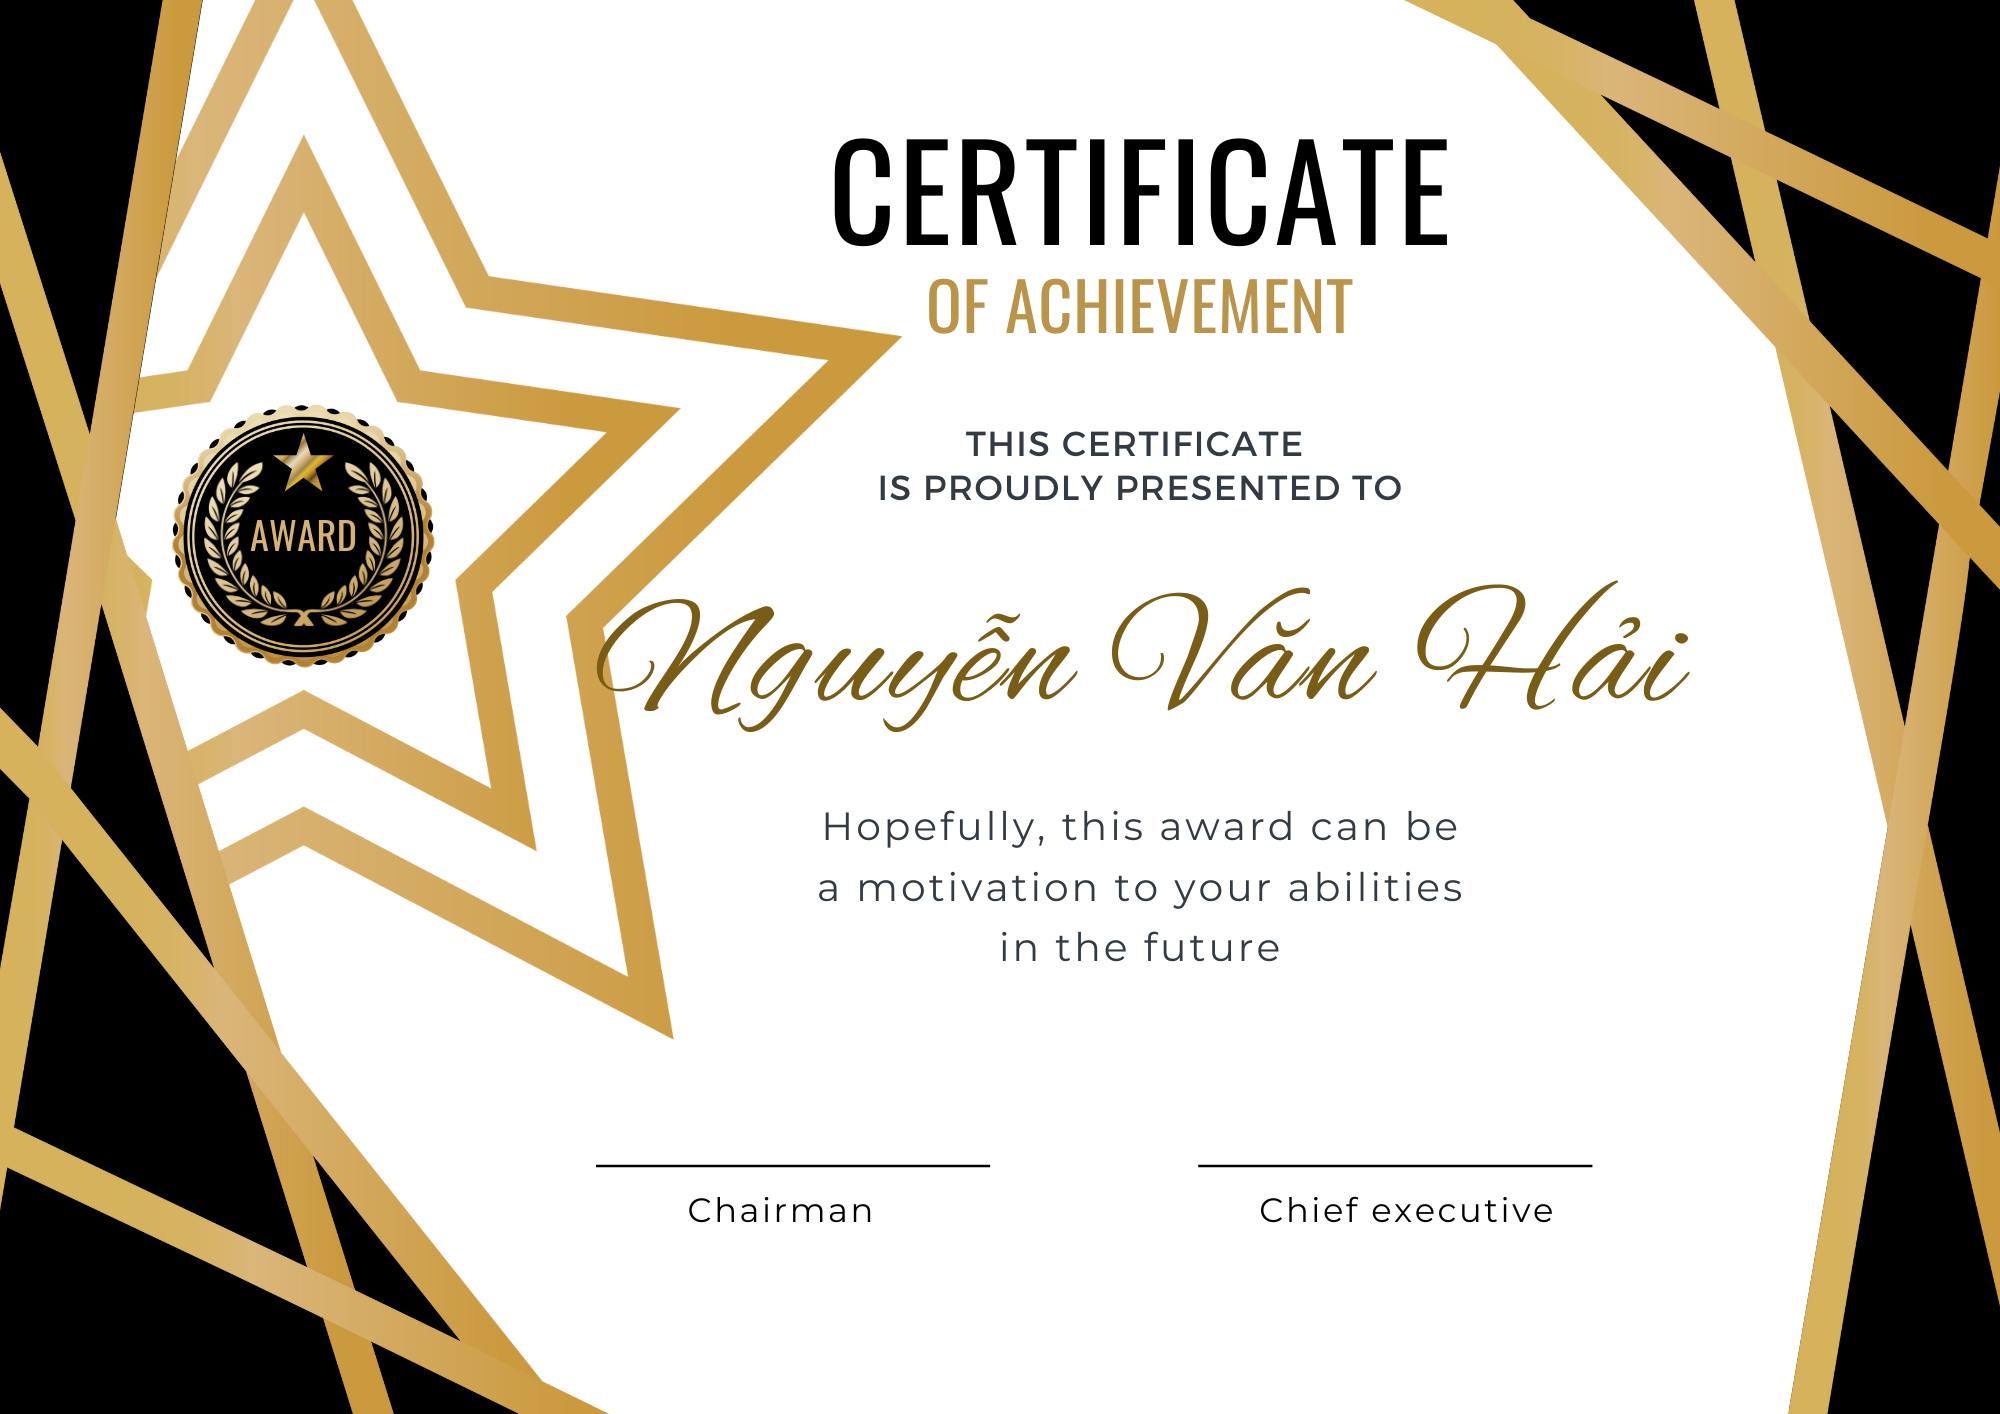 CERTIFICATE
OF ACHIEVEMENT
THIS CERTIFICATE
IS PROUDLY PRESENTED TO
AWARD
Nguyễn Văn Hải
Hopefully, this award can be
a motivation to your abilities
in the future
Chairman
Chief executive